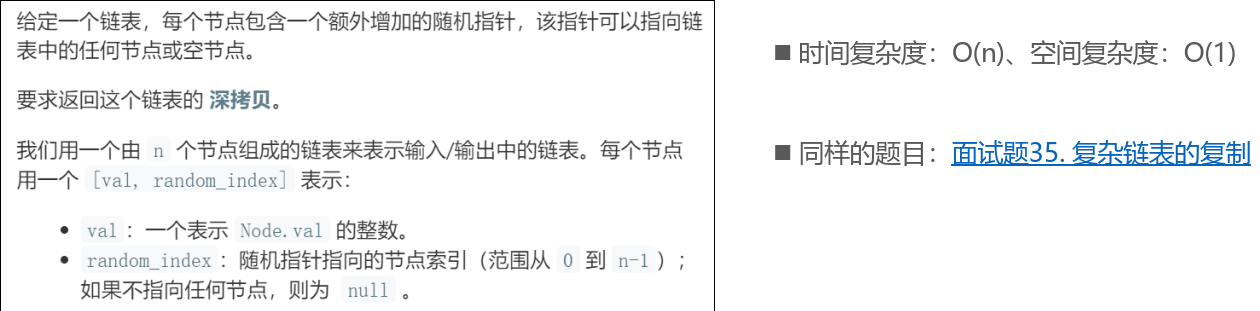 给定一个链表，每个节点包含一个额外增加的随机指针，该指针可以指向链
表中的任何节点或空节点。
要求返回这个链表的 深拷贝。
我们用一个由 n 个节点组成的链表来表示输入/输出中的链表。每个节点
用一个 [val, random_index] 表示：
• val：一个表示 Node.val 的整数。
• random_index：随机指针指向的节点索引（范围从 0 到 n-1）；
如果不指向任何节点，则为 null 。
■ 时间复杂度：O(n)、空间复杂度：O(1)
■ 同样的题目：面试题35. 复杂链表的复制